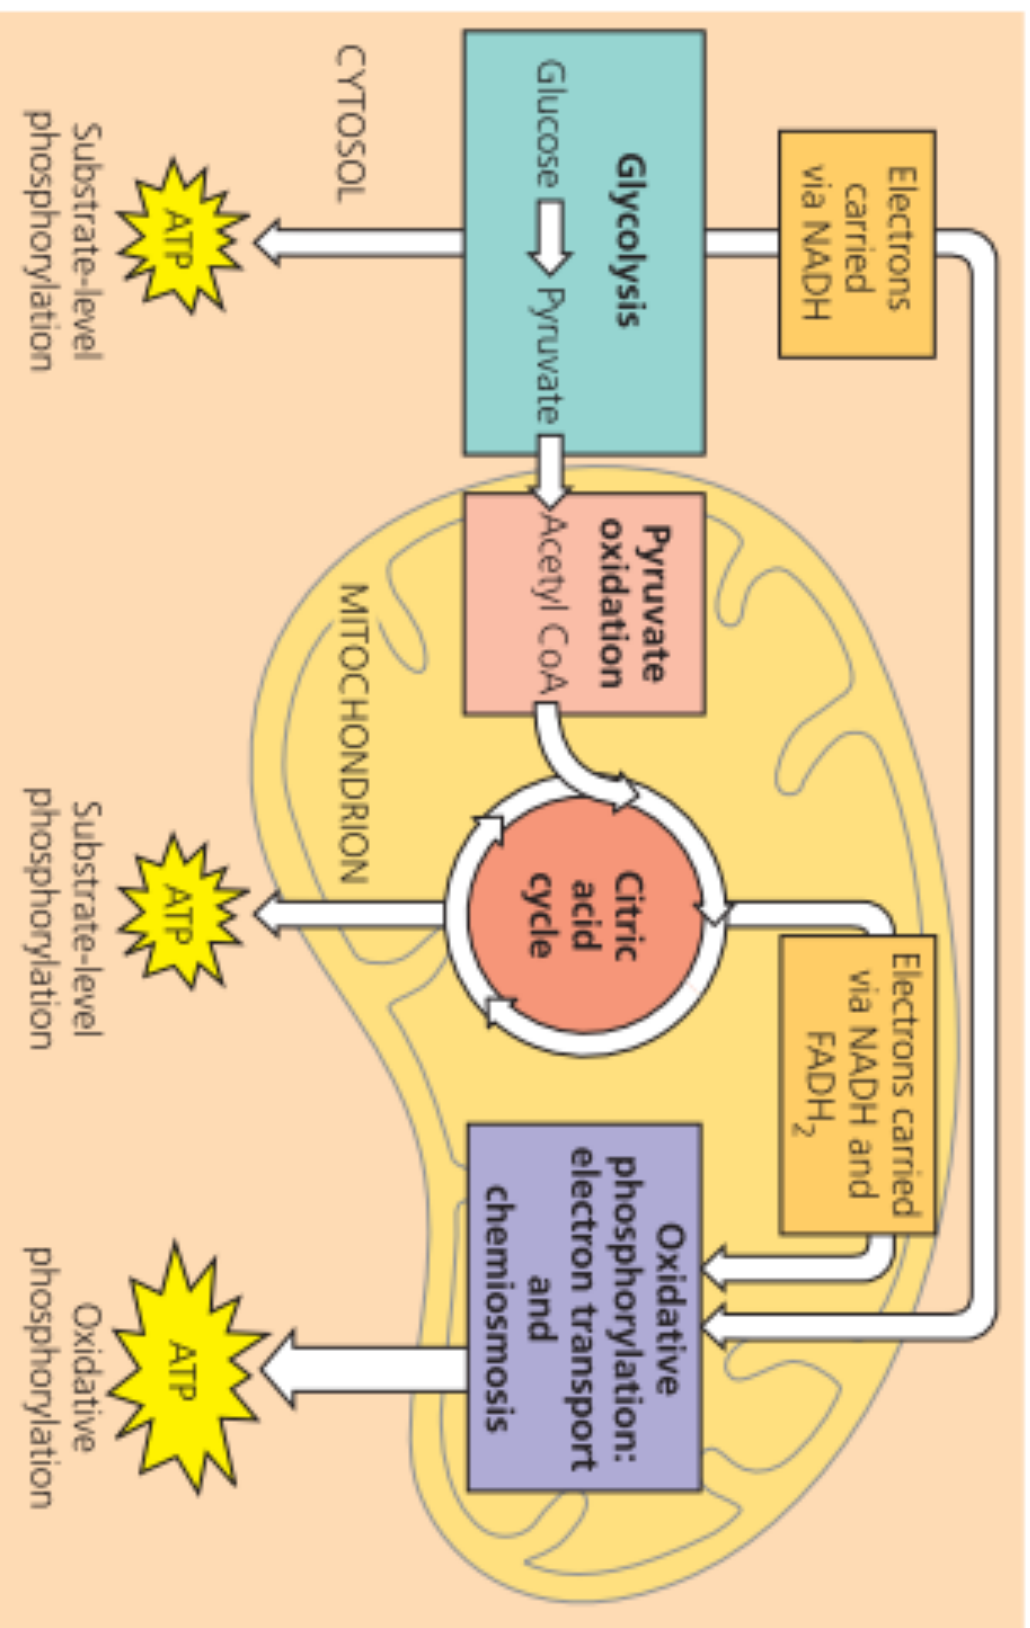 Electrons
carried
via NADH
Electrons carried
via NADH and
FADH₂
Glycolysis
Glucose
Pyruvate
Pyruvate
oxidation
Acetyl CoA
Citric
acid
cycle
Oxidative
phosphorylation:
electron transport
and
chemiosmosis
CYTOSOL
MITOCHONDRION
ATP
ATP
ATP
Substrate-level
phosphorylation
Substrate-level
phosphorylation
Oxidative
phosphorylation